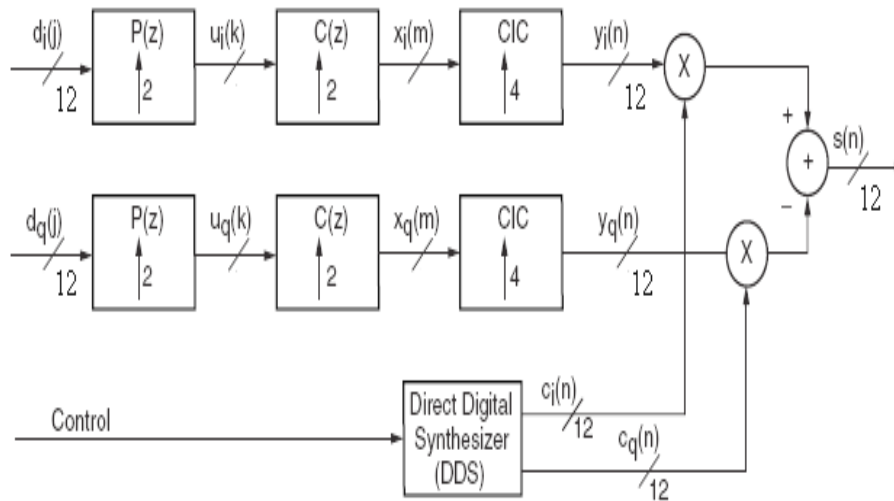 d_i(j) P(z) u_i(k) C(z) x_i(m) CIC y_i(n) X
12 2 2 4 12
+ s(n)
+
12
−
d_q(j) P(z) u_q(k) C(z) x_q(m) CIC y_q(n) X
12 2 2 4 12
Control
Direct Digital
Synthesizer
(DDS)
c_i(n)
12
c_q(n)
12